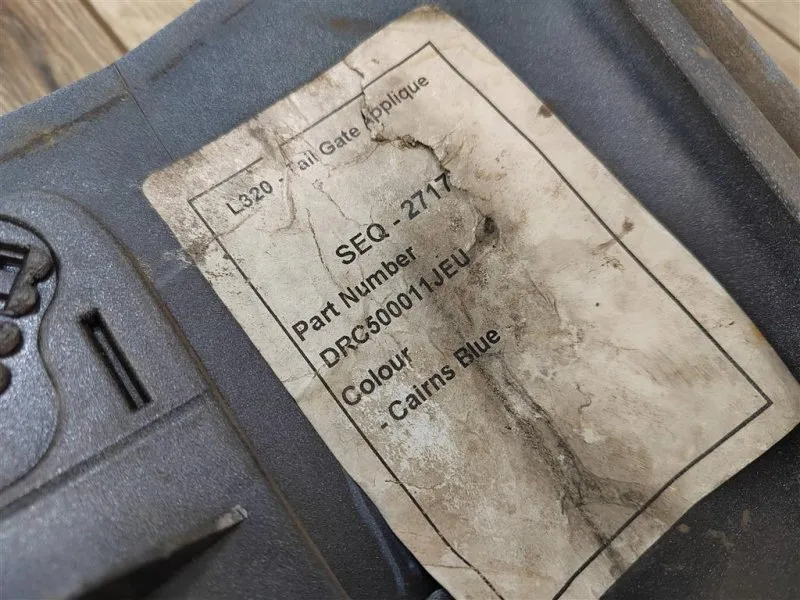 L320 - Tail Gate Applique
SEQ - 2717
Part Number
DRC500011JEU
Colour
- Cairns Blue